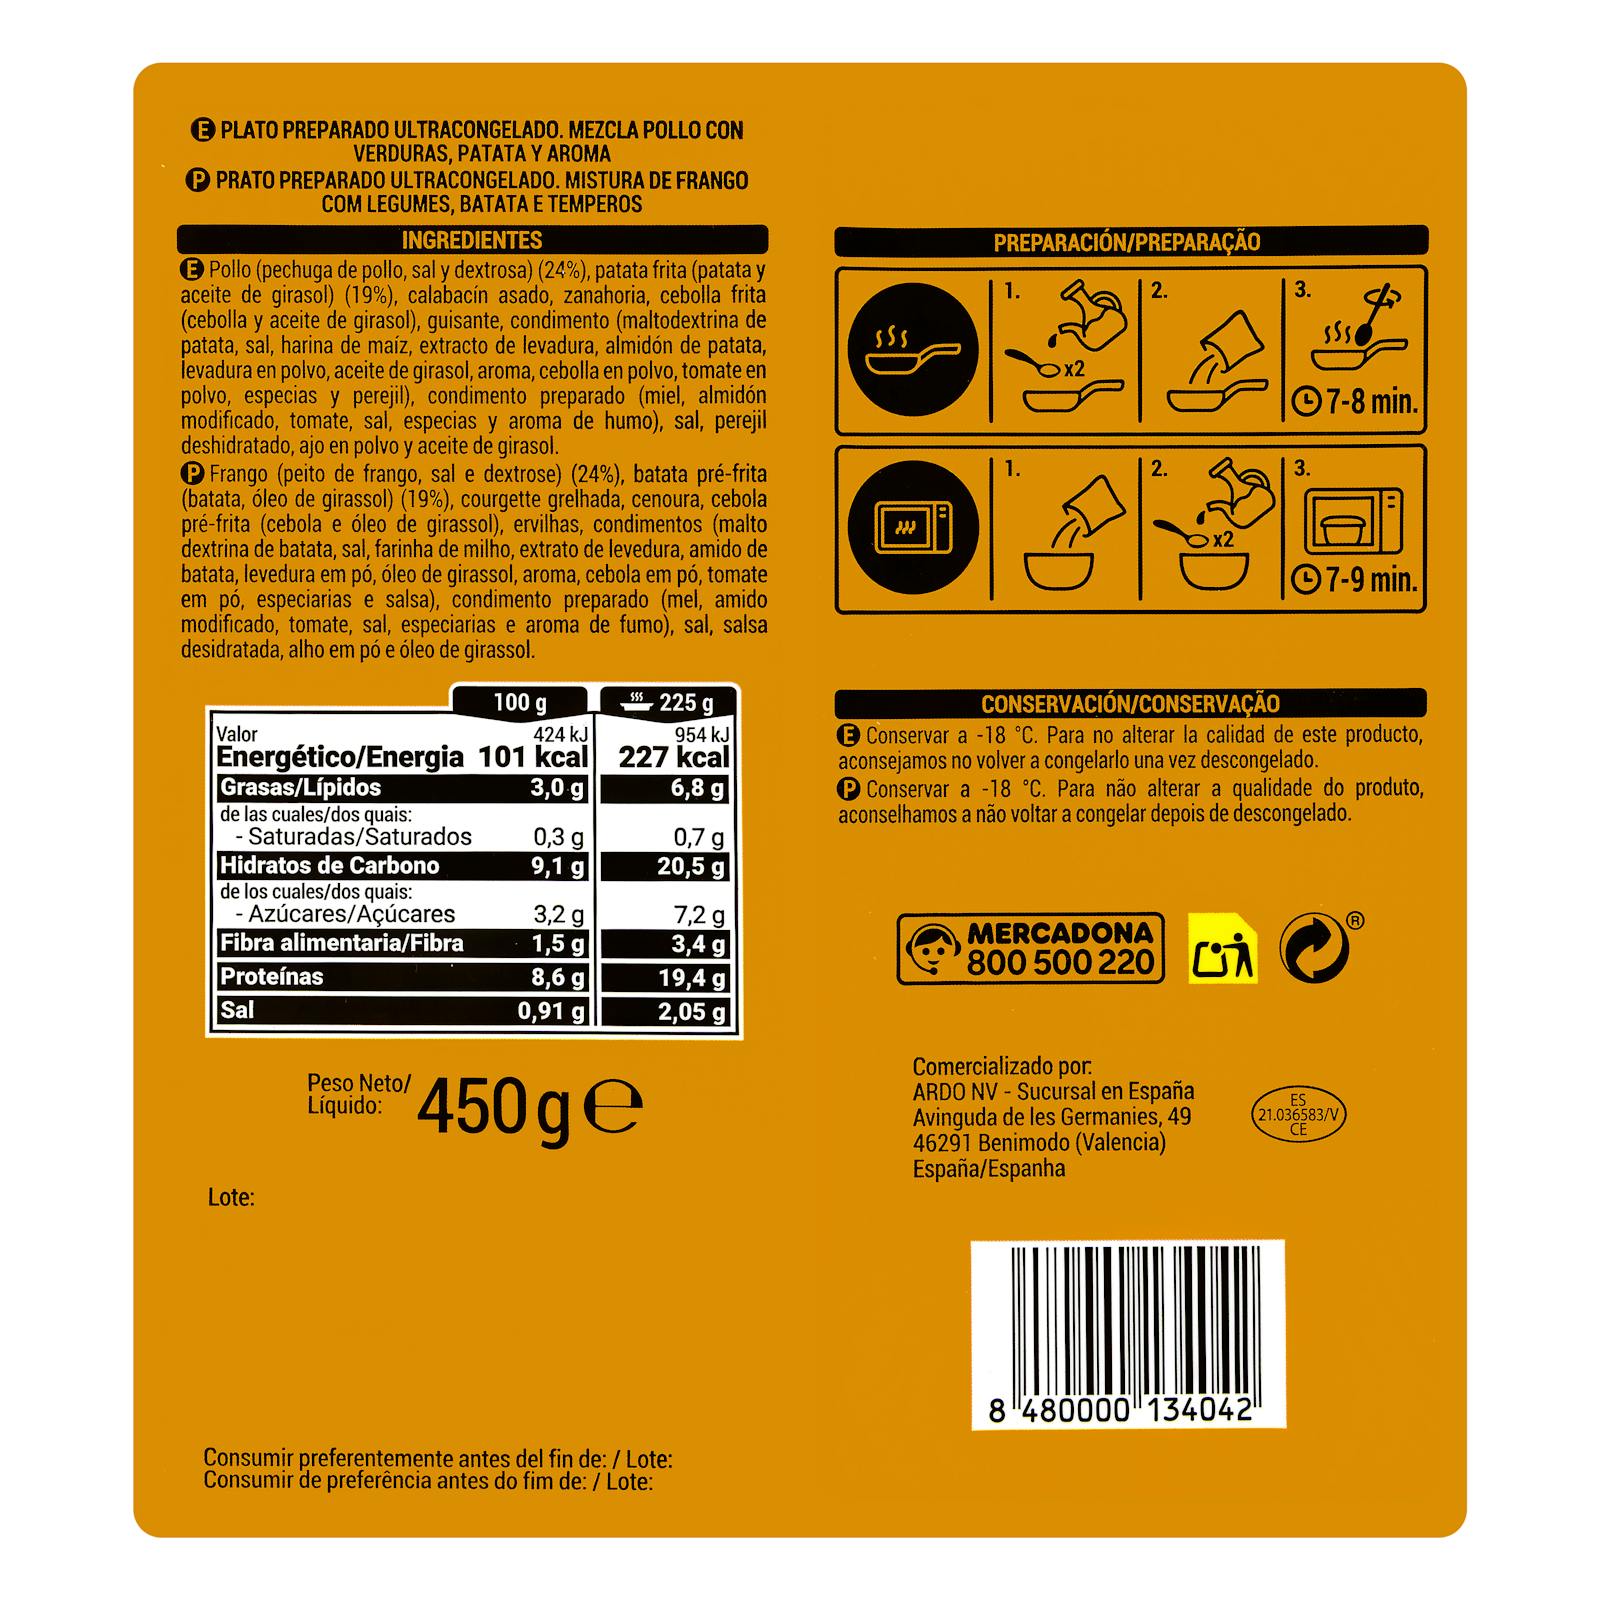 E PLATO PREPARADO ULTRACONGELADO. MEZCLA POLLO CON
VERDURAS, PATATA Y AROMA
P PRATO PREPARADO ULTRACONGELADO. MISTURA DE FRANGO
COM LEGUMES, BATATA E TEMPEROS
INGREDIENTES
E Pollo (pechuga de pollo, sal y dextrosa) (24%), patata frita (patata y
aceite de girasol) (19%), calabacín asado, zanahoria, cebolla frita
(cebolla y aceite de girasol), guisante, condimento (maltodextrina de
patata, sal, harina de maíz, extracto de levadura, almidón de patata,
levadura en polvo, aceite de girasol, aroma, cebolla en polvo, tomate en
polvo, especias y perejil), condimento preparado (miel, almidón
modificado, tomate, sal, especias y aroma de humo), sal, perejil
deshidratado, ajo en polvo y aceite de girasol.
P Frango (peito de frango, sal e dextrose) (24%), batata pré-frita
(batata, óleo de girassol) (19%), courgette grelhada, cenoura, cebola
pré-frita (cebola e óleo de girassol), ervilhas, condimentos (malto
dextrina de batata, sal, farinha de milho, extrato de levedura, amido de
batata, levedura em pó, óleo de girassol, aroma, cebola em pó, tomate
em pó, especiarias e salsa), condimento preparado (mel, amido
modificado, tomate, sal, especiarias e aroma de fumo), sal, salsa
desidratada, alho em pó e óleo de girassol.
100 g 225 g
Valor 424 kJ 954 kJ
Energético/Energia 101 kcal 227 kcal
Grasas/Lípidos 3,0 g 6,8 g
de las cuales/dos quais:
- Saturadas/Saturados 0,3 g 0,7 g
Hidratos de Carbono 9,1 g 20,5 g
de los cuales/dos quais:
- Azúcares/Açúcares 3,2 g 7,2 g
Fibra alimentaria/Fibra 1,5 g 3,4 g
Proteínas 8,6 g 19,4 g
Sal 0,91 g 2,05 g
Peso Neto/
Líquido: 450 g e
Lote:
Consumir preferentemente antes del fin de: / Lote:
Consumir de preferência antes do fim de: / Lote:
PREPARACIÓN/PREPARAÇÃO
1. 2. 3.
x2
7-8 min.
1. 2. 3.
x2
7-9 min.
CONSERVACIÓN/CONSERVAÇÃO
E Conservar a -18 °C. Para no alterar la calidad de este producto,
aconsejamos no volver a congelarlo una vez descongelado.
P Conservar a -18 °C. Para não alterar a qualidade do produto,
aconselhamos a não voltar a congelar depois de descongelado.
MERCADONA
800 500 220
®
Comercializado por:
ARDO NV - Sucursal en España
Avinguda de les Germanies, 49
46291 Benimodo (Valencia)
España/Espanha
ES
21.036583/V
CE
8 480000 134042